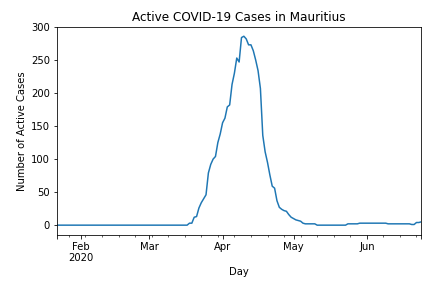 Active COVID-19 Cases in Mauritius
300
250
200
150
100
50
0
Number of Active Cases
Feb Mar Apr May Jun
2020
Day